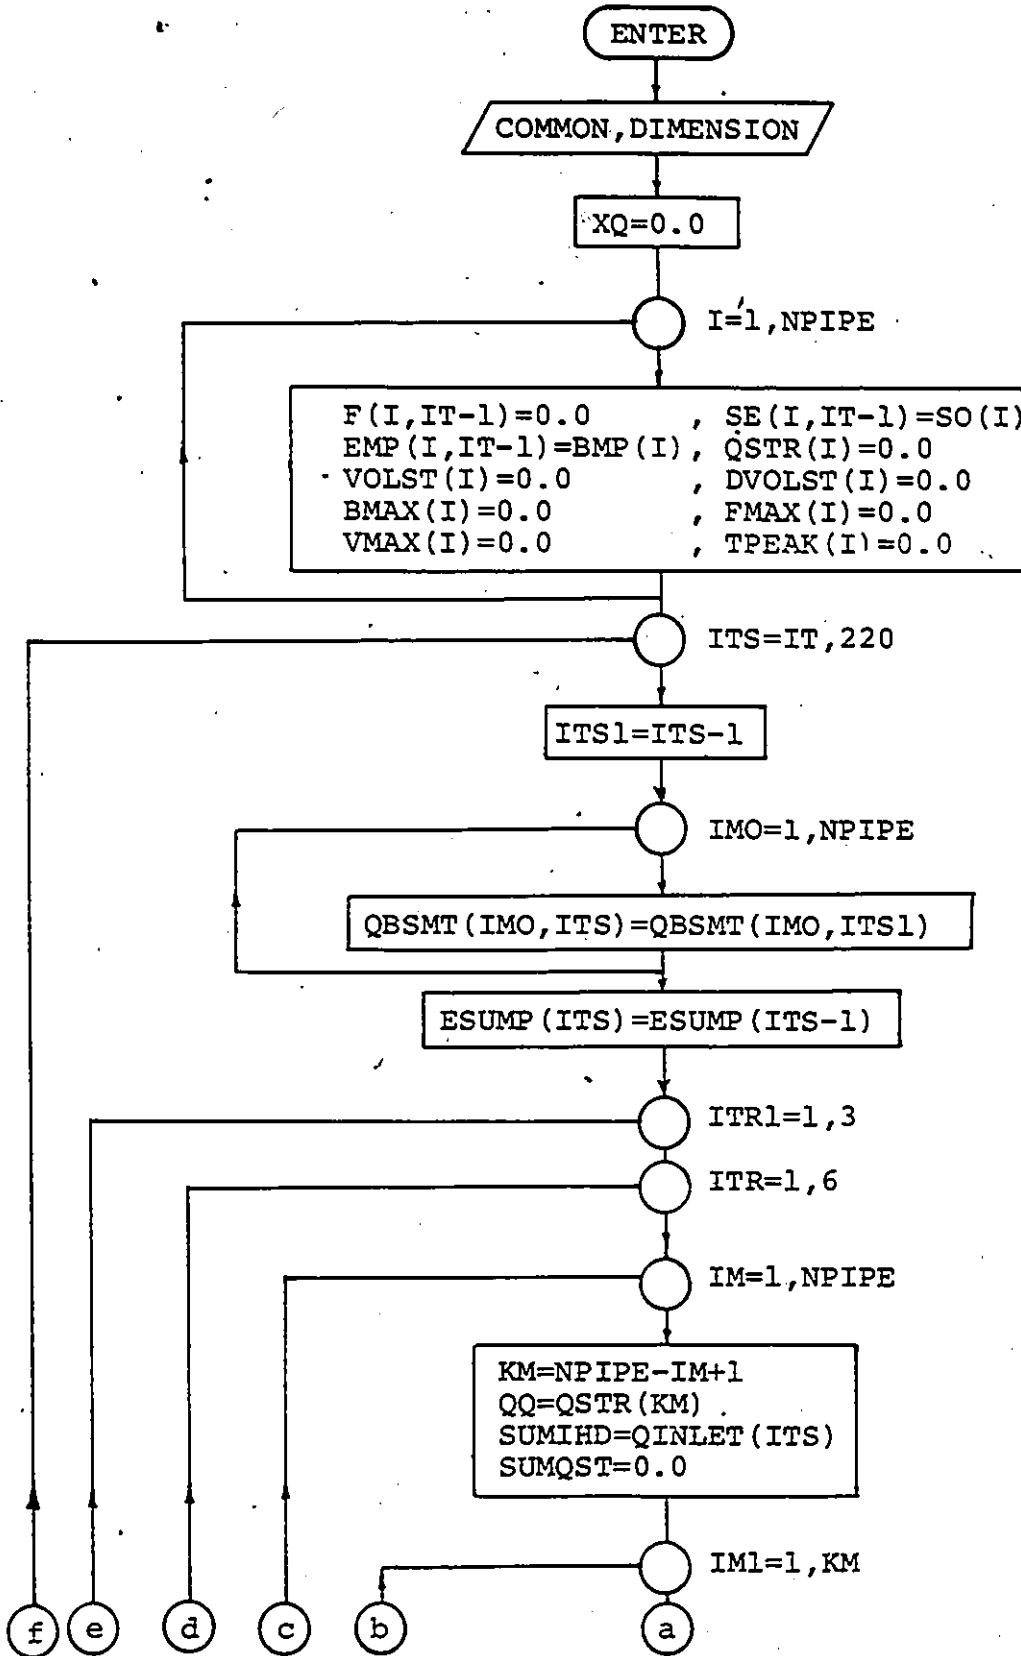 ENTER
COMMON,DIMENSION
XQ=0.0
I=1,NPIPE
F(I,IT-1)=0.0 , SE(I,IT-1)=SO(I)
EMP(I,IT-1)=BMP(I), QSTR(I)=0.0
VOLST(I)=0.0 , DVOLST(I)=0.0
BMAX(I)=0.0 , FMAX(I)=0.0
VMAX(I)=0.0 , TPEAK(I)=0.0
ITS=IT,220
ITS1=ITS-1
IMO=1,NPIPE
QBSMT(IMO,ITS)=QBSMT(IMO,ITS1)
ESUMP(ITS)=ESUMP(ITS-1)
ITR1=1,3
ITR=1,6
IM=1,NPIPE
KM=NPIPE-IM+1
QQ=QSTR(KM)
SUMIHD=QINLET(ITS)
SUMQST=0.0
IM1=1,KM
f e d c b a